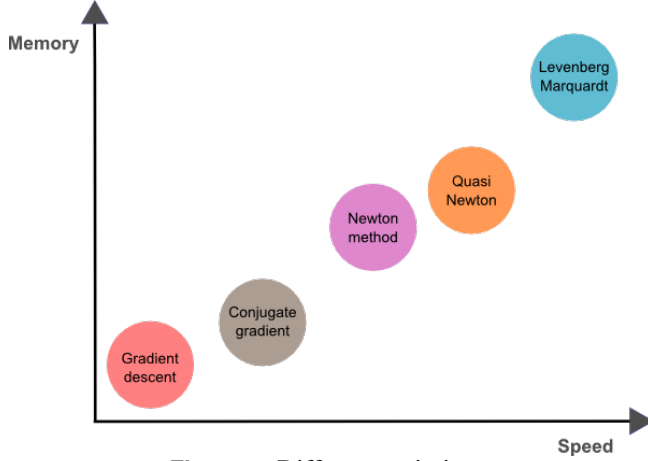 Memory
Levenberg
Marquardt
Quasi
Newton
Newton
method
Conjugate
gradient
Gradient
descent
Speed